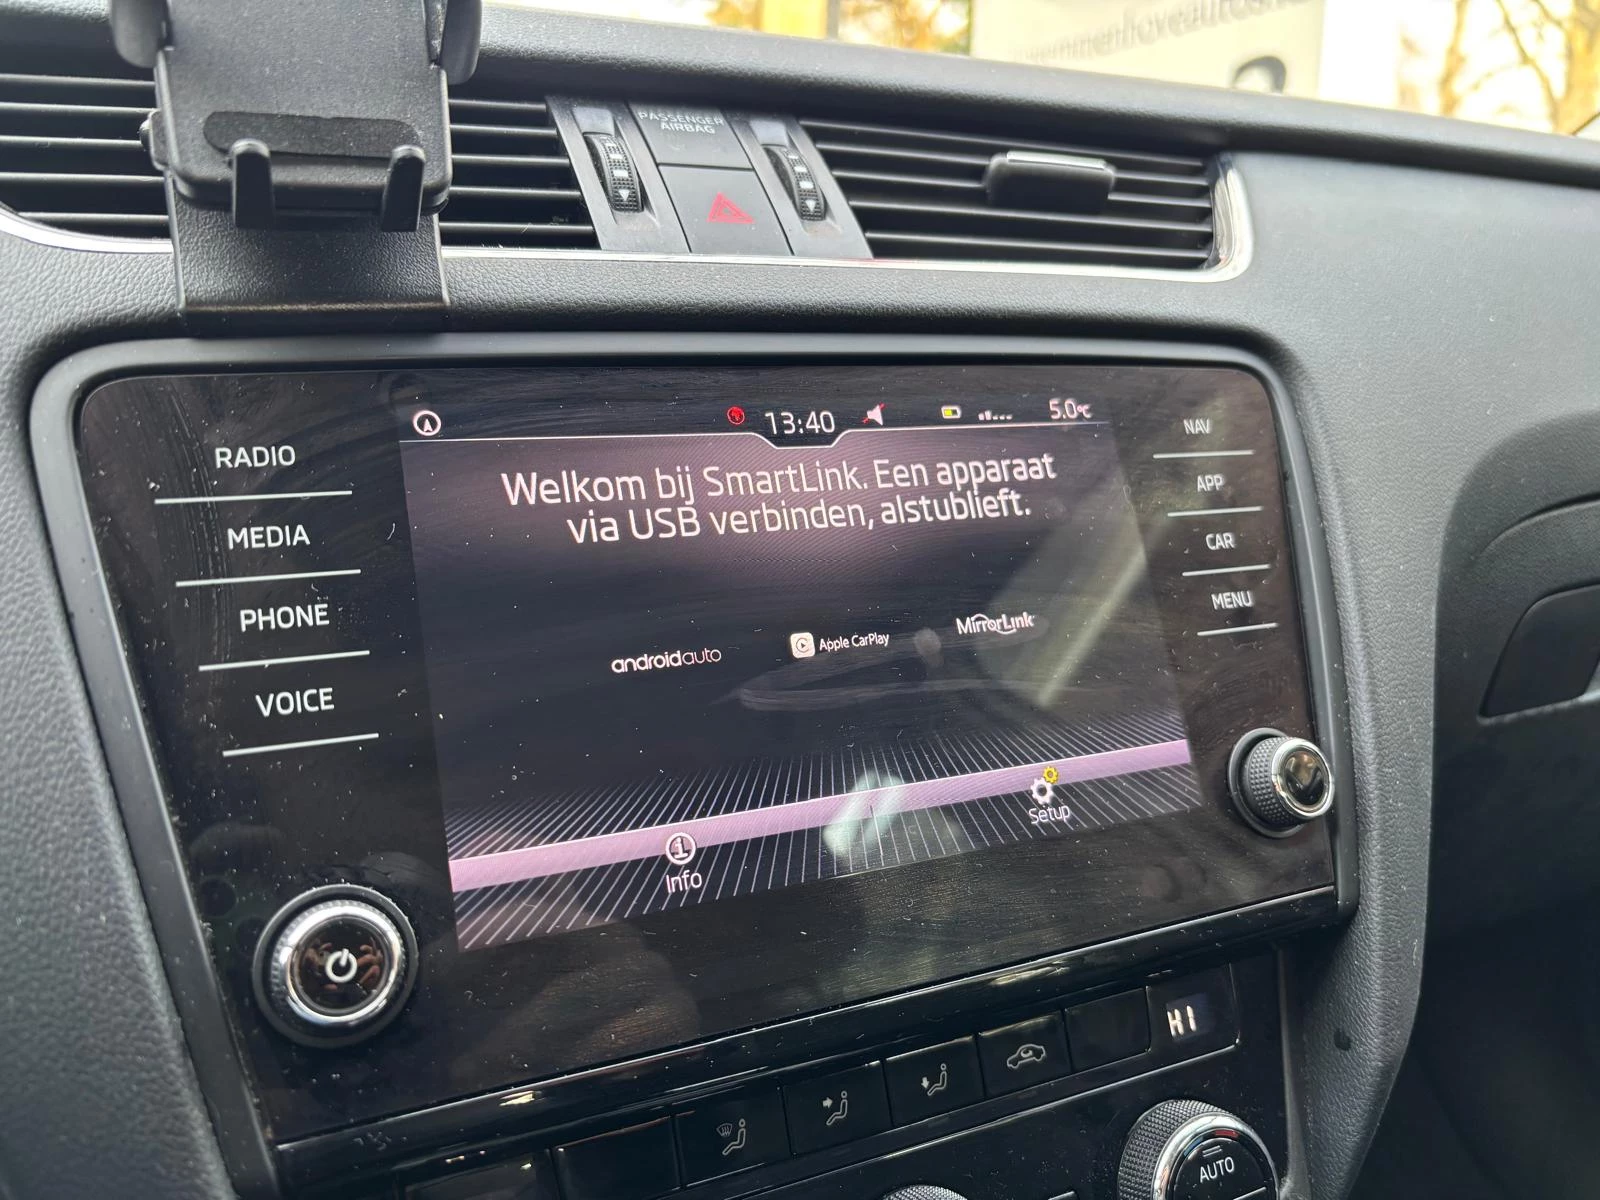 PASSENGER
AIRBAG
RADIO
MEDIA
PHONE
VOICE
13:40
5.0°C
Welkom bij SmartLink. Een apparaat
via USB verbinden, alstublieft.
androidauto
Apple CarPlay
MirrorLink
Info
Setup
NAV
APP
CAR
MENU
HI
AUTO